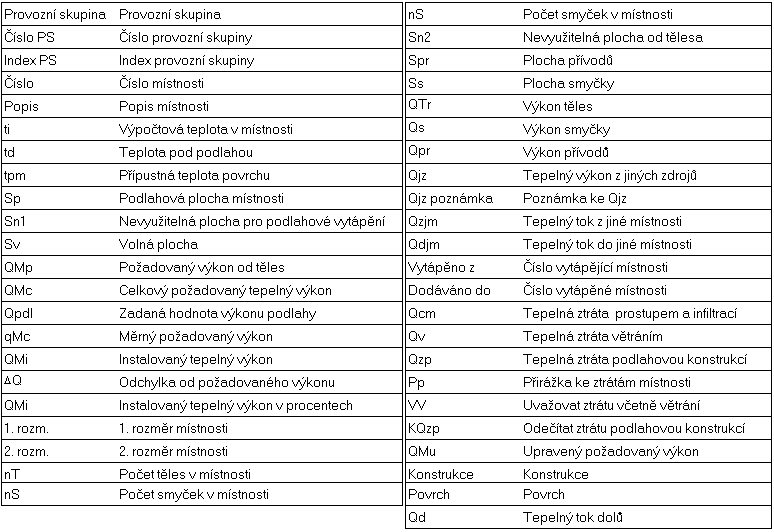 Provozní skupina Provozní skupina
Číslo PS Číslo provozní skupiny
Index PS Index provozní skupiny
Číslo Číslo místnosti
Popis Popis místnosti
ti Výpočtová teplota v místnosti
td Teplota pod podlahou
tpm Přípustná teplota povrchu
Sp Podlahová plocha místnosti
Sn1 Nevyužitelná plocha pro podlahové vytápění
Sv Volná plocha
QMp Požadovaný výkon od těles
QMc Celkový požadovaný tepelný výkon
Qpdl Zadaná hodnota výkonu podlahy
qMc Měrný požadovaný výkon
QMi Instalovaný tepelný výkon
ΔQ Odchylka od požadovaného výkonu
QMi Instalovaný tepelný výkon v procentech
1. rozm. 1. rozměr místnosti
2. rozm. 2. rozměr místnosti
nT Počet těles v místnosti
nS Počet smyček v místnosti
nS Počet smyček v místnosti
Sn2 Nevyužitelná plocha od tělesa
Spr Plocha přívodů
Ss Plocha smyčky
QTr Výkon těles
Qs Výkon smyčky
Qpr Výkon přívodů
Qjz Tepelný výkon z jiných zdrojů
Qjz poznámka Poznámka ke Qjz
Qzjm Tepelný tok z jiné místnosti
Qdjm Tepelný tok do jiné místnosti
Vytápěno z Číslo vytápějící místnosti
Dodáváno do Číslo vytápěné místnosti
Qcm Tepelná ztráta prostupem a infiltrací
Qv Tepelná ztráta větráním
Qzp Tepelná ztráta podlahovou konstrukcí
Pp Přirážka ke ztrátám místnosti
VV Uvažovat ztrátu včetně větrání
KQzp Odečítat ztrátu podlahovou konstrukcí
QMu Upravený požadovaný výkon
Konstrukce Konstrukce
Povrch Povrch
Qd Tepelný tok dolů